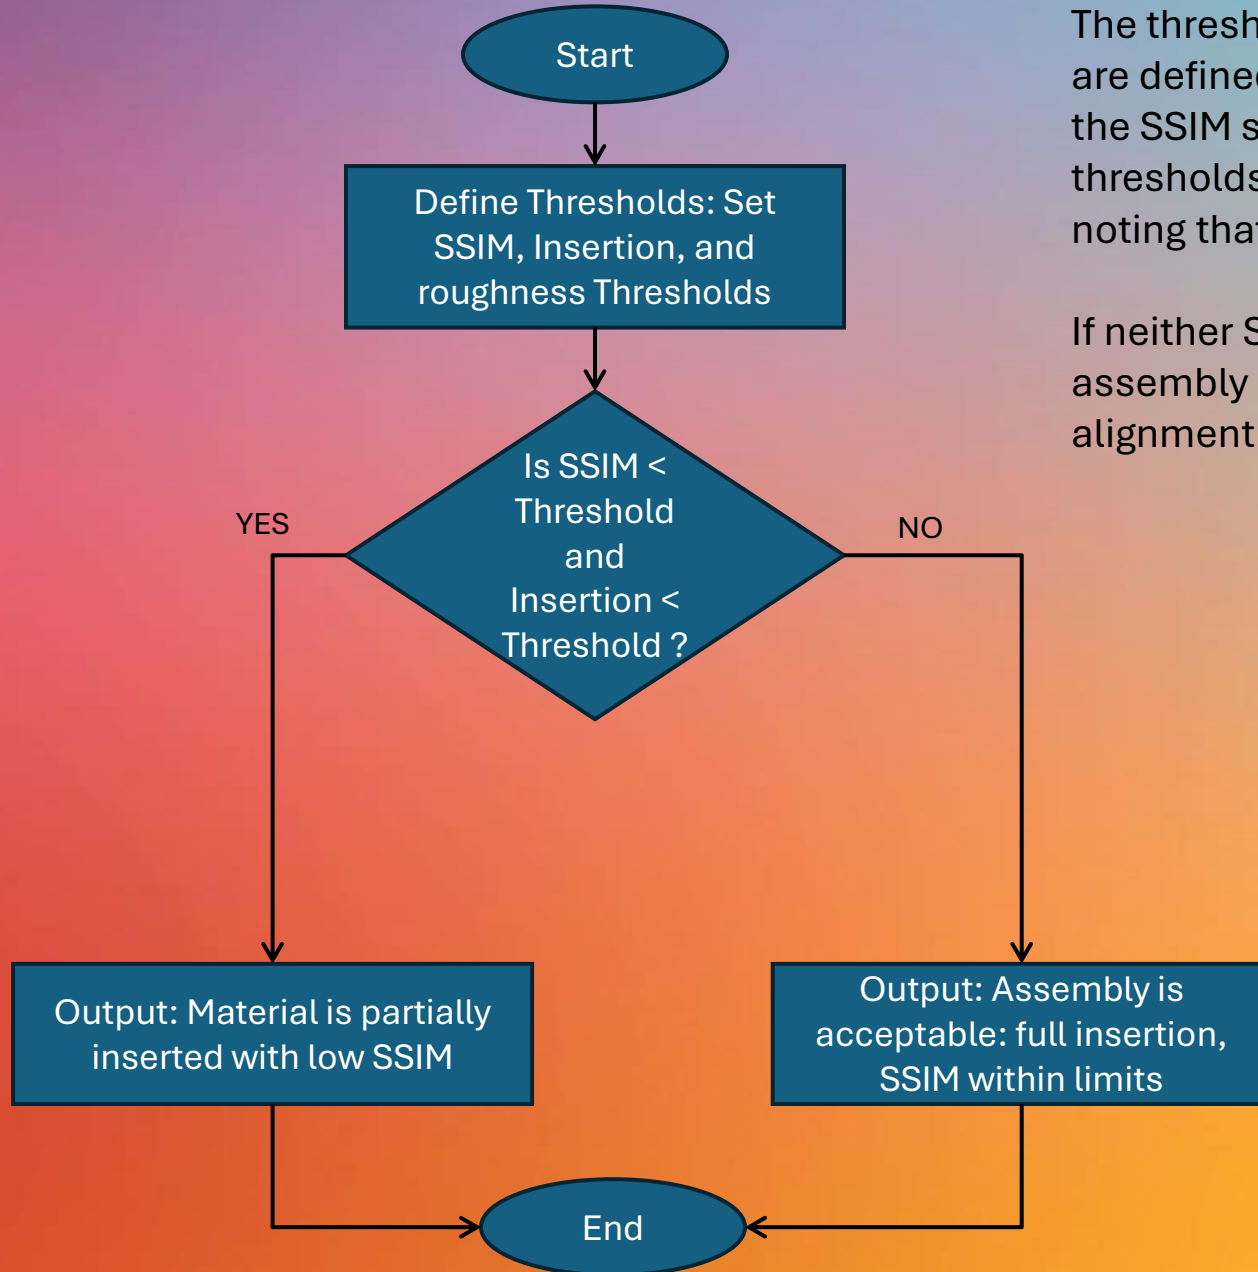 Start
The thresh
are defined
the SSIM s
thresholds
noting that
Define Thresholds: Set
SSIM, Insertion, and
roughness Thresholds
If neither S
assembly
alignment
Is SSIM <
Threshold
and
Insertion <
Threshold ?
YES
NO
Output: Material is partially
inserted with low SSIM
Output: Assembly is
acceptable: full insertion,
SSIM within limits
End